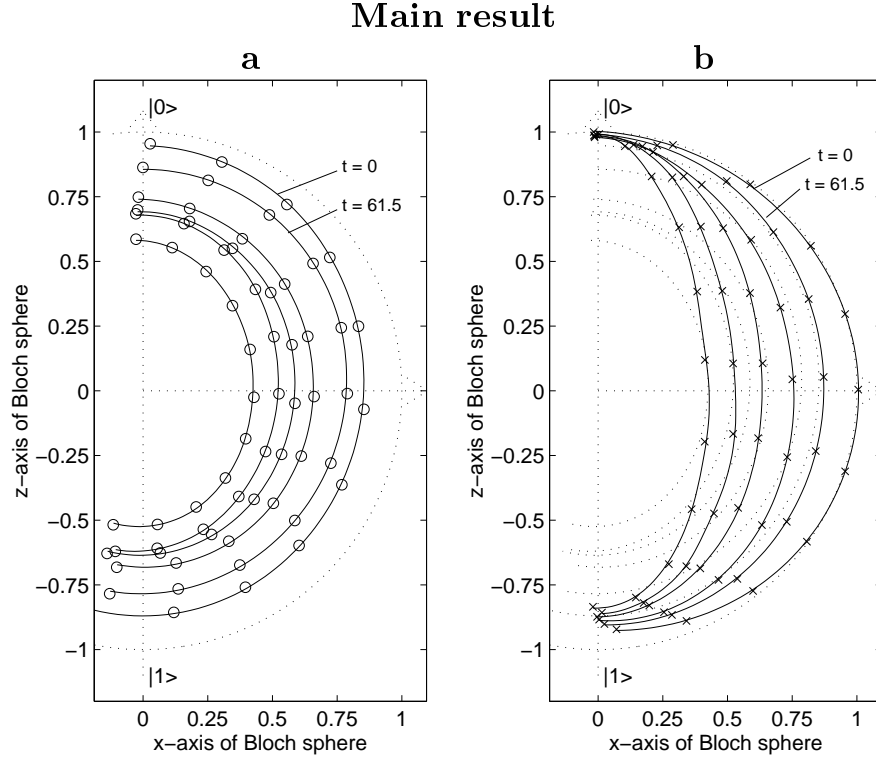 Main result
a
|0>
t = 0
t = 61.5
1
0.75
0.5
0.25
0
−0.25
−0.5
−0.75
−1
z−axis of Bloch sphere
|1>
0 0.25 0.5 0.75 1
x−axis of Bloch sphere
b
|0>
t = 0
t = 61.5
1
0.75
0.5
0.25
0
−0.25
−0.5
−0.75
−1
z−axis of Bloch sphere
|1>
0 0.25 0.5 0.75 1
x−axis of Bloch sphere